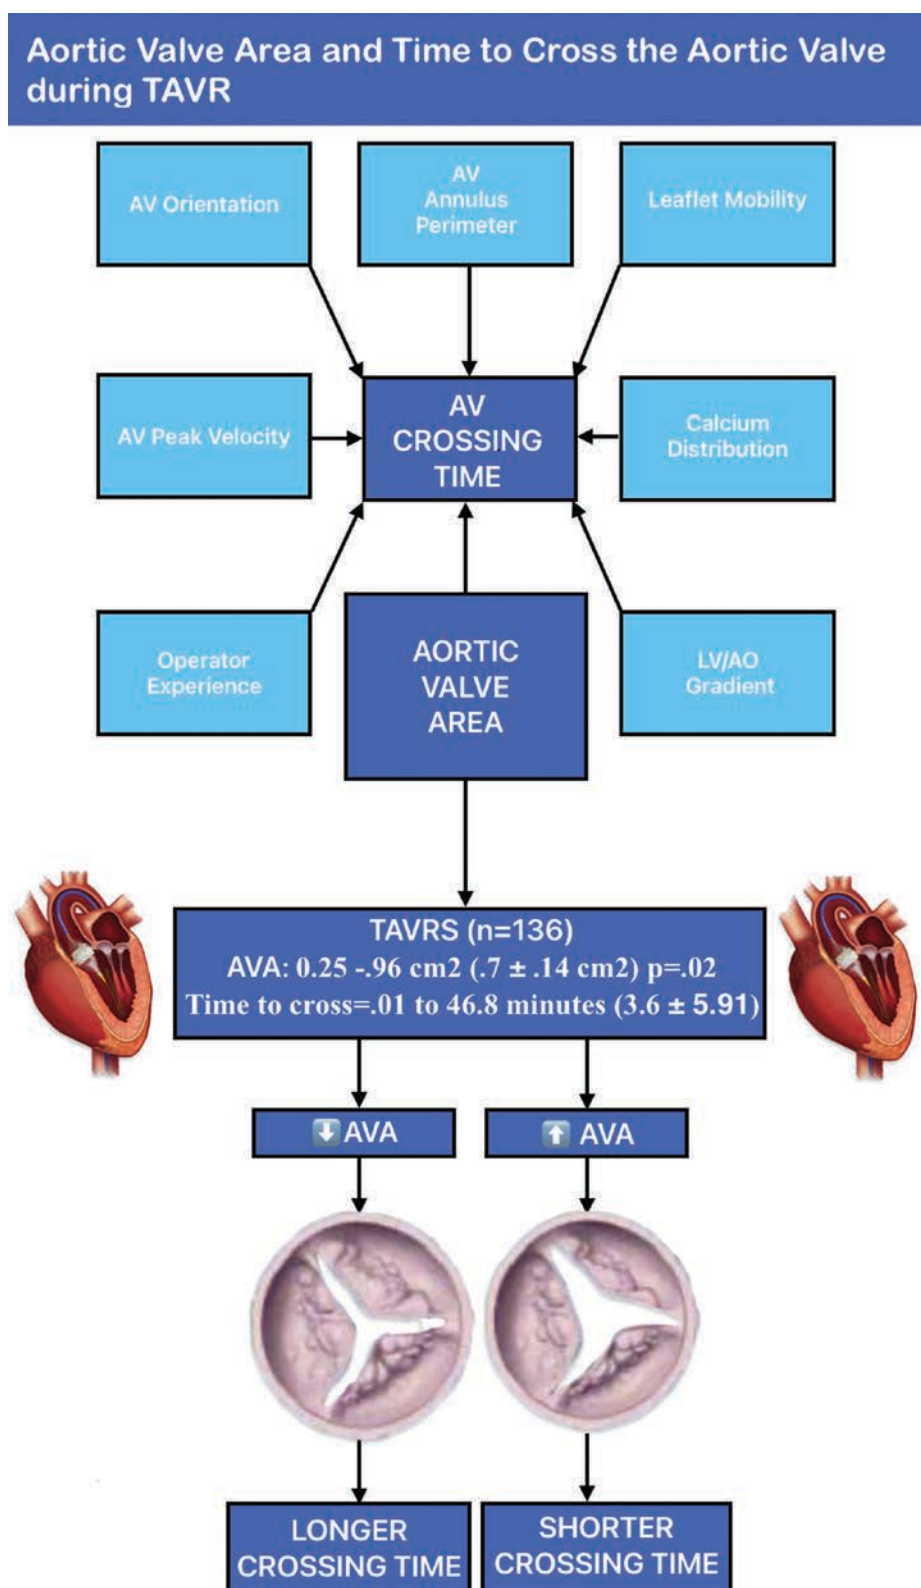 Aortic Valve Area and Time to Cross the Aortic Valve
during TAVR
AV Orientation
AV
Annulus
Perimeter
Leaflet Mobility
AV Peak Velocity
AV
CROSSING
TIME
Calcium
Distribution
Operator
Experience
AORTIC
VALVE
AREA
LV/AO
Gradient
TAVRS (n=136)
AVA: 0.25 -.96 cm2 (.7 ± .14 cm2) p=.02
Time to cross=.01 to 46.8 minutes (3.6 ± 5.91)
⬇️AVA
⬆️ AVA
LONGER
CROSSING TIME
SHORTER
CROSSING TIME